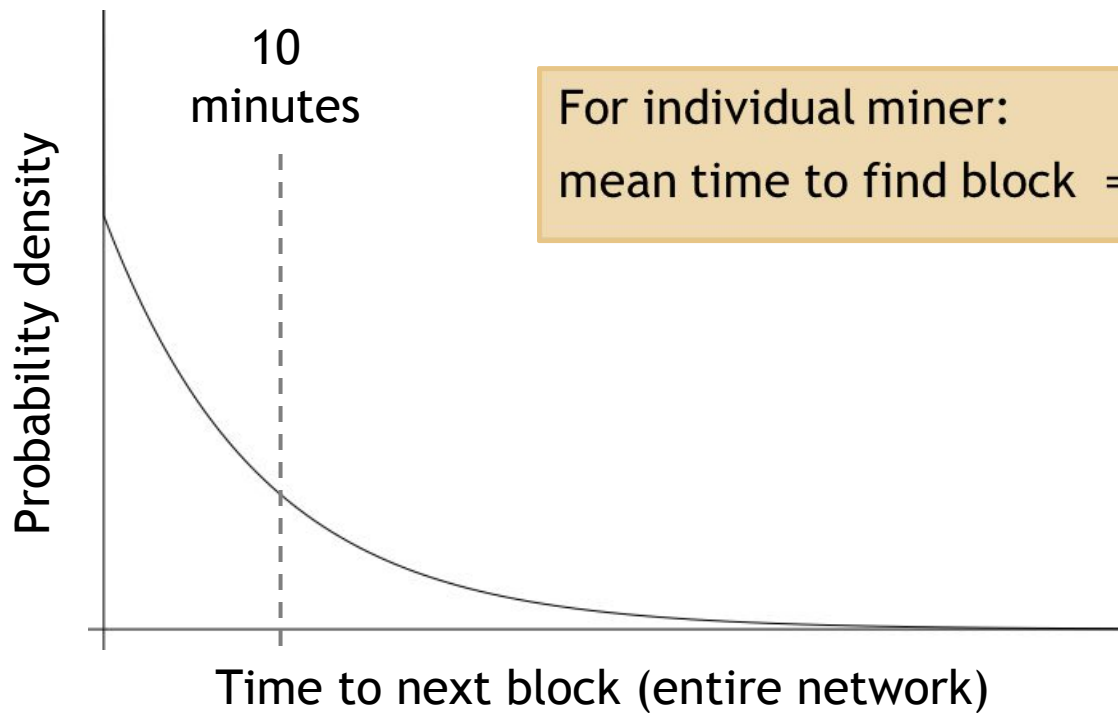 10
minutes
For individual miner:
mean time to find block =
Probability density
Time to next block (entire network)